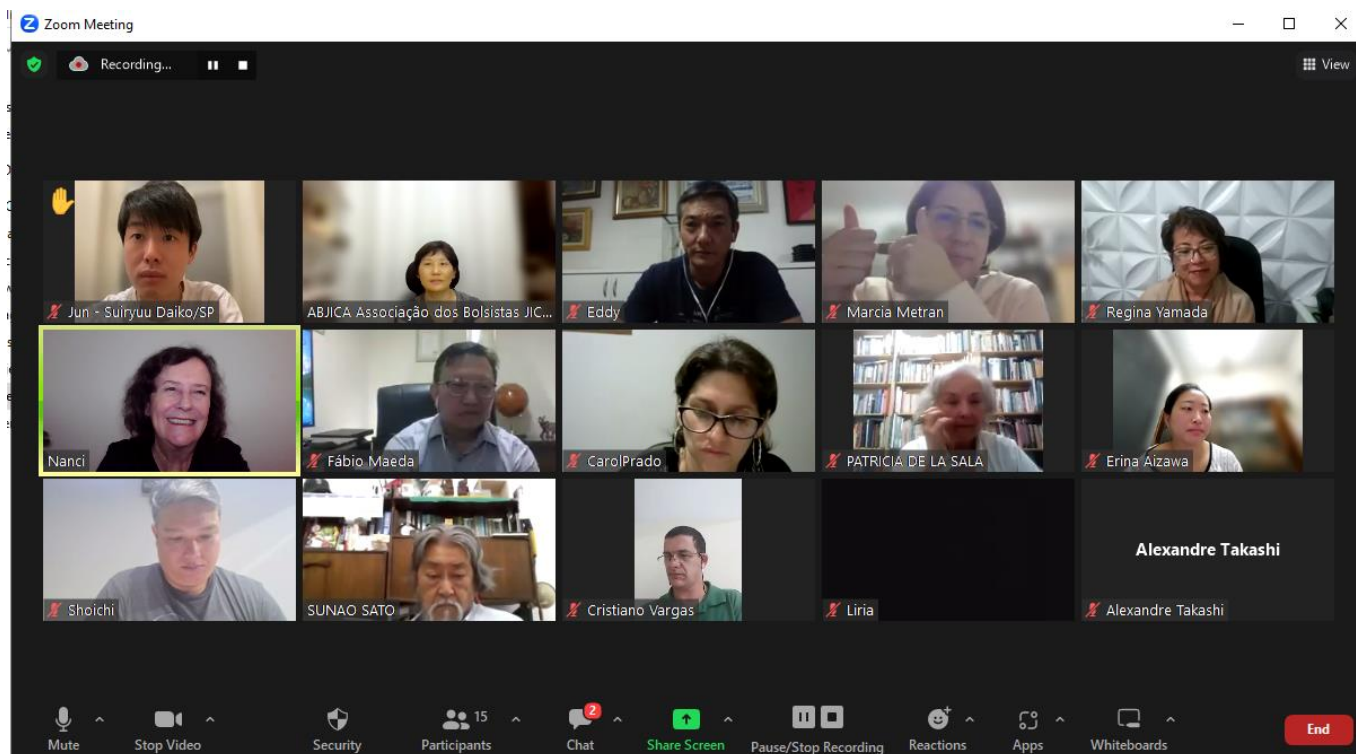 Zoom Meeting
Recording...
View
Jun - Suiryuu Daiko/SP
ABJICA Associação dos Bolsistas JIC...
Eddy
Marcia Metran
Regina Yamada
Nanci
Fábio Maeda
CarolPrado
PATRICIA DE LA SALA
Erina Aizawa
Shoichi
SUNAO SATO
Cristiano Vargas
Liria
Alexandre Takashi
Alexandre Takashi
Mute
Stop Video
Security
15
Participants
2
Chat
Share Screen
Pause/Stop Recording
Reactions
Apps
Whiteboards
End